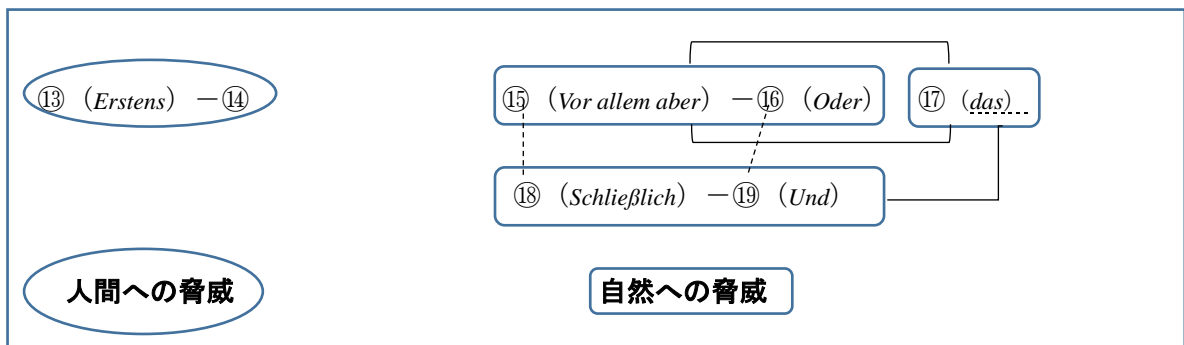 ⑬（Erstens）－⑭ ⑮（Vor allem aber）－⑯（Oder） ⑰（das）
⑱（Schließlich）－⑲（Und）
人間への脅威 自然への脅威